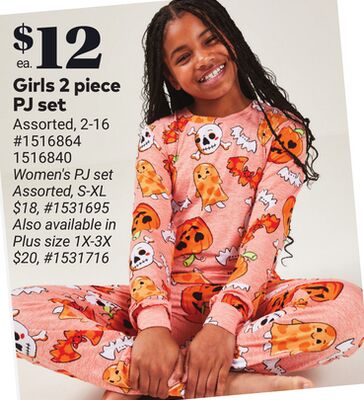 $12
ea.
Girls 2 piece
PJ set
Assorted, 2-16
#1516864
1516840
Women's PJ set
Assorted, S-XL
$18, #1531695
Also available in
Plus size 1X-3X
$20, #1531716